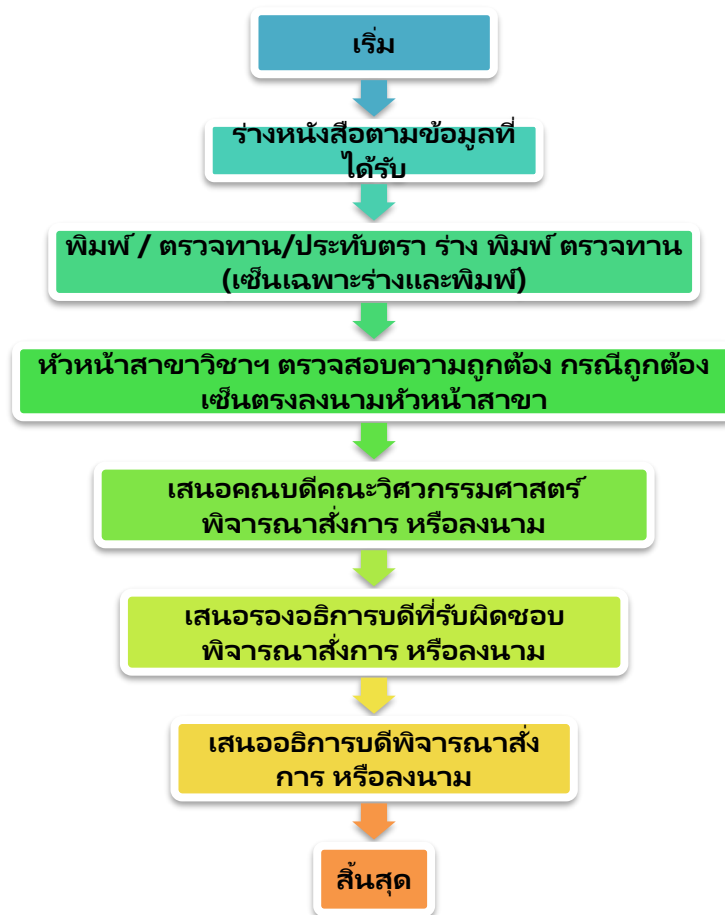 เริ่ม
ร่างหนังสือตามข้อมูลที่
ได้รับ
พิมพ์ / ตรวจทาน/ประทับตรา ร่าง พิมพ์ ตรวจทาน
(เซ็นเฉพาะร่างและพิมพ์)
หัวหน้าสาขาวิชาฯ ตรวจสอบความถูกต้อง กรณีถูกต้อง
เซ็นตรงลงนามหัวหน้าสาขา
เสนอคณบดีคณะวิศวกรรมศาสตร์
พิจารณาสั่งการ หรือลงนาม
เสนอรองอธิการบดีที่รับผิดชอบ
พิจารณาสั่งการ หรือลงนาม
เสนออธิการบดีพิจารณาสั่ง
การ หรือลงนาม
สิ้นสุด